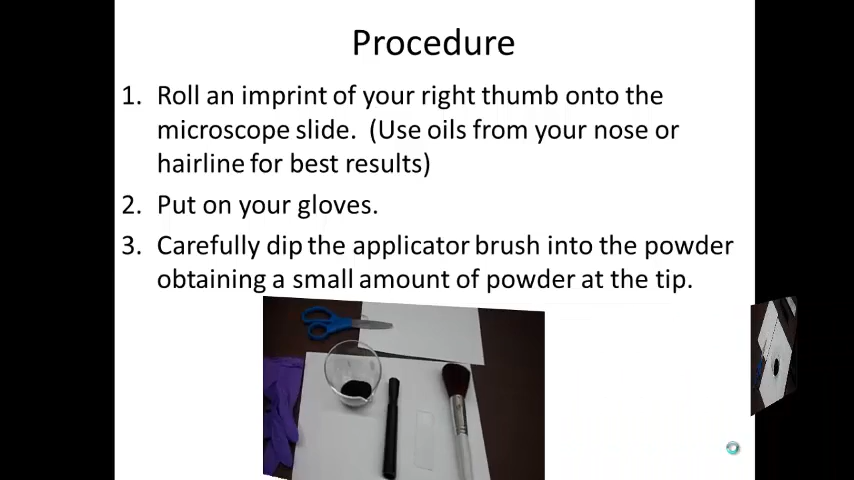 Procedure
1. Roll an imprint of your right thumb onto the
microscope slide. (Use oils from your nose or
hairline for best results)
2. Put on your gloves.
3. Carefully dip the applicator brush into the powder
obtaining a small amount of powder at the tip.